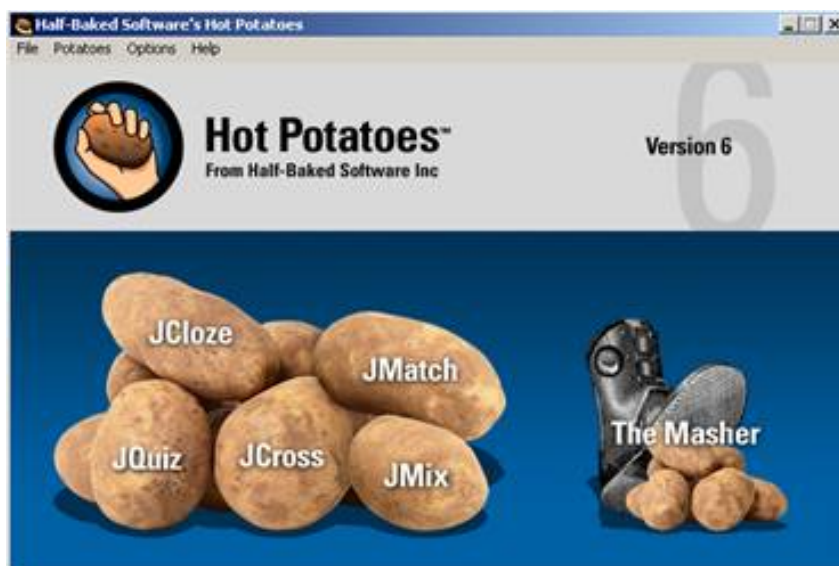 Half-Baked Software's Hot Potatoes
File Potatoes Options Help
Hot Potatoes™
From Half-Baked Software Inc
Version 6
6
JCloze
JMatch
JQuiz
JCross
JMix
The Masher